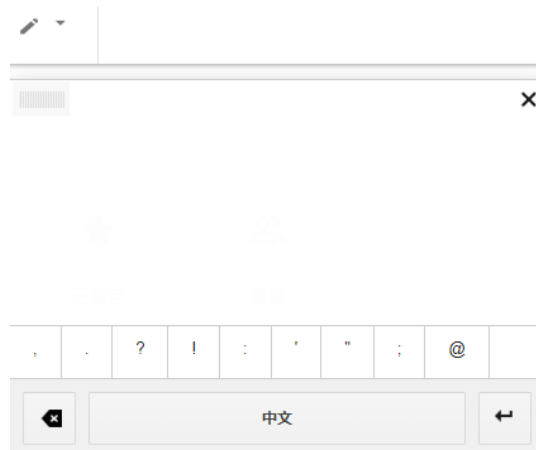 , . ? ! : ' " ; @
中文